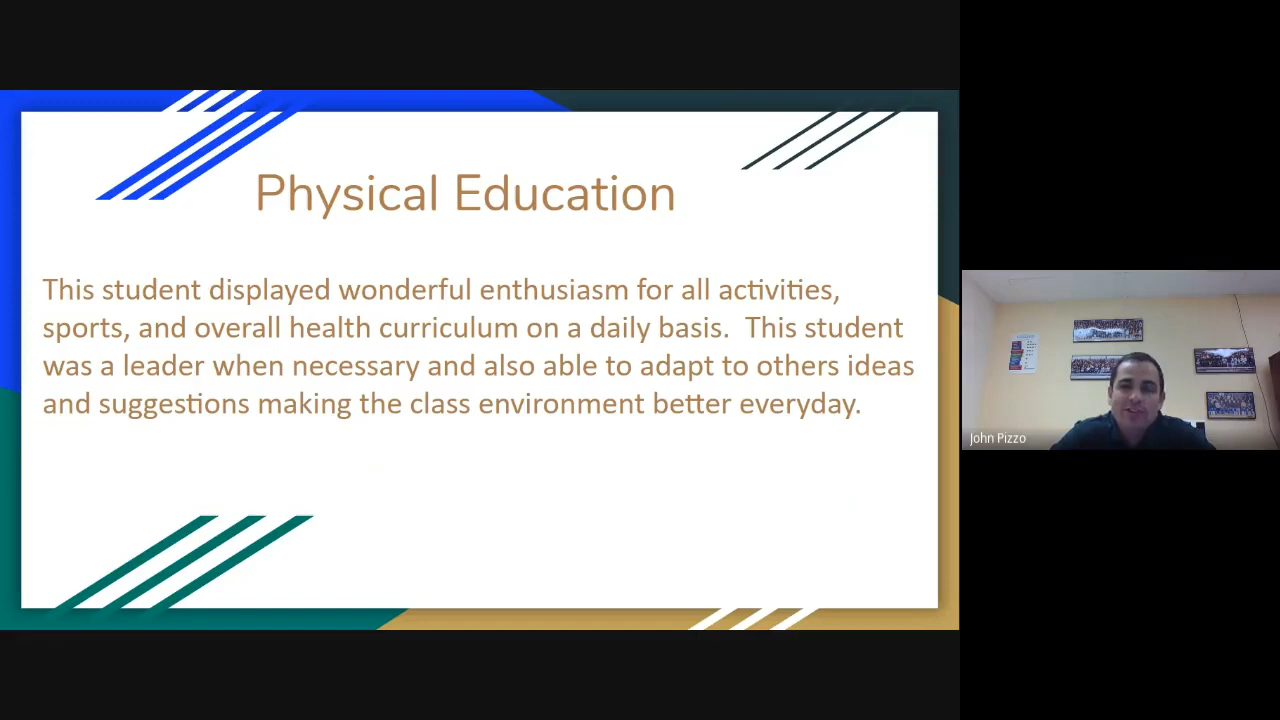 Physical Education
This student displayed wonderful enthusiasm for all activities,
sports, and overall health curriculum on a daily basis.  This student
was a leader when necessary and also able to adapt to others ideas
and suggestions making the class environment better everyday.
John Pizzo